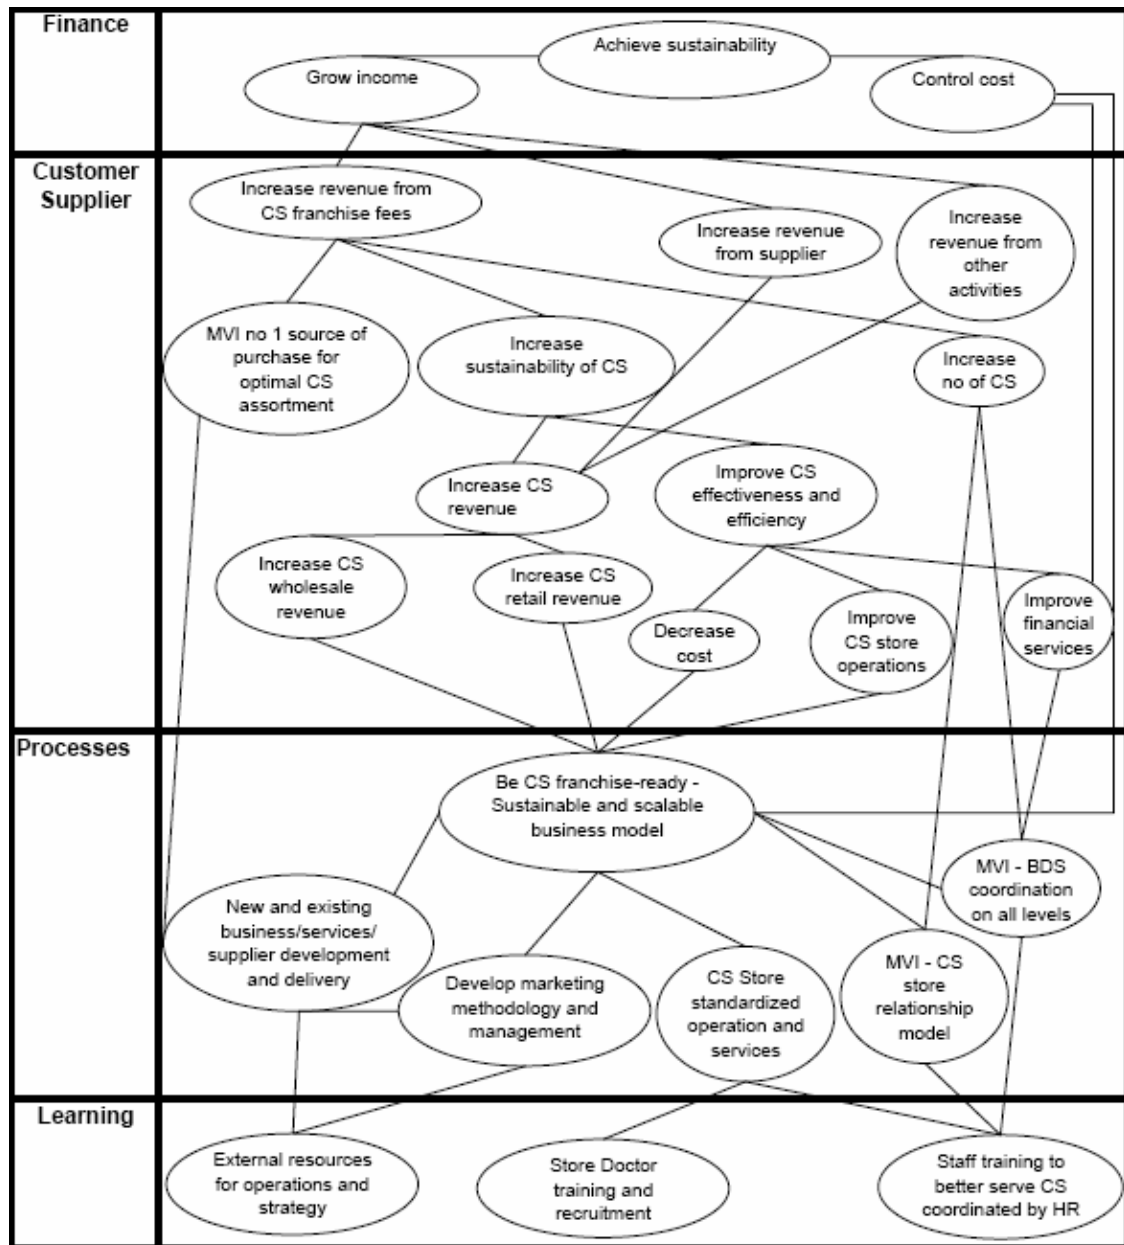 Finance
Achieve sustainability
Grow income
Control cost
Customer
Supplier
Increase revenue from
CS franchise fees
Increase revenue
from supplier
Increase
revenue from
other
activities
MVI no 1 source of
purchase for
optimal CS
assortment
Increase
sustainability of CS
Increase
no of CS
Increase CS
revenue
Improve CS
effectiveness and
efficiency
Increase CS
wholesale
revenue
Increase CS
retail revenue
Decrease
cost
Improve
CS store
operations
Improve
financial
services
Processes
Be CS franchise-ready -
Sustainable and scalable
business model
MVI - BDS
coordination
on all levels
New and existing
business/services/
supplier development
and delivery
Develop marketing
methodology and
management
CS Store
standardized
operation and
services
MVI - CS
store
relationship
model
Learning
External resources
for operations and
strategy
Store Doctor
training and
recruitment
Staff training to
better serve CS
coordinated by HR